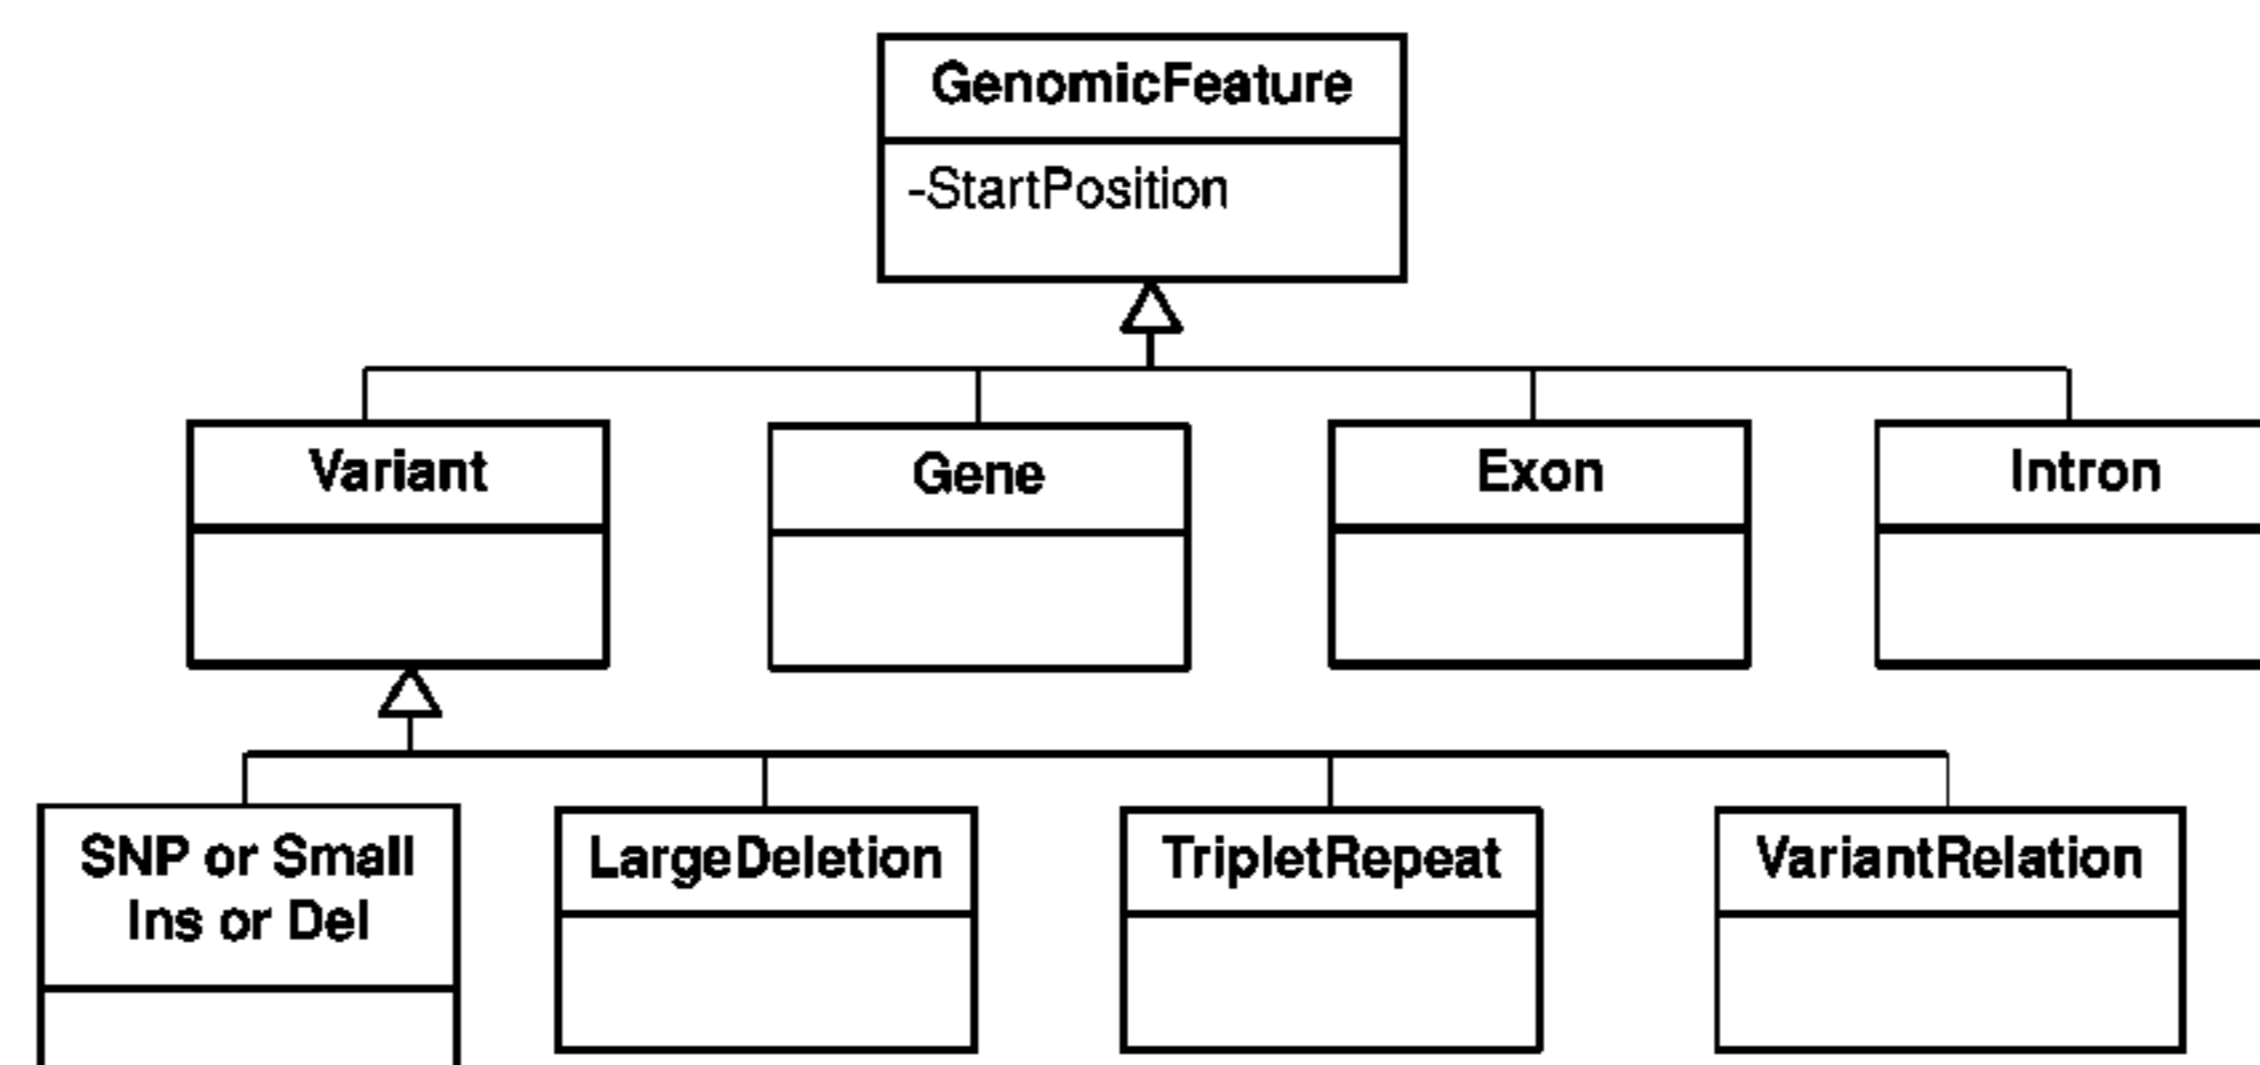 GenomicFeature
-StartPosition
Variant
Gene
Exon
Intron
SNP or Small
Ins or Del
LargeDeletion
TripletRepeat
VariantRelation